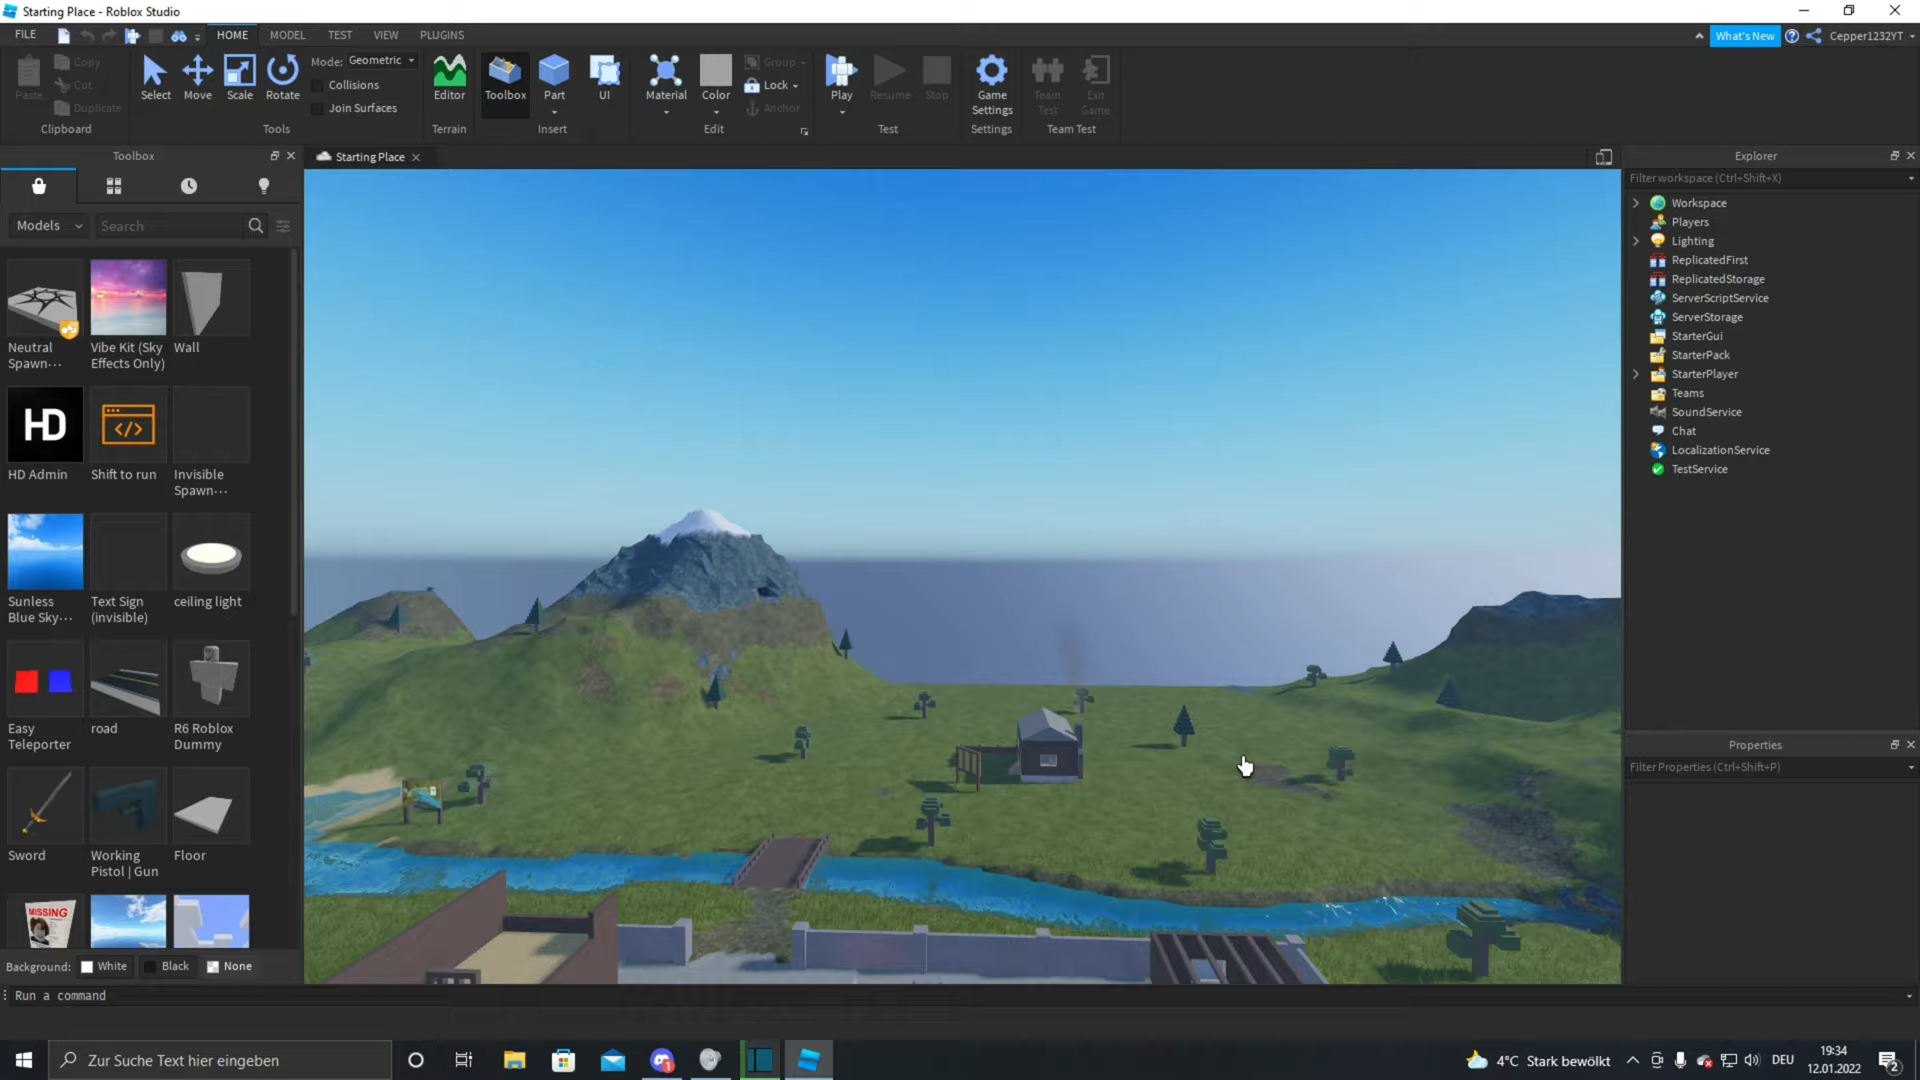 Starting Place - Roblox Studio
FILE HOME MODEL TEST VIEW PLUGINS What's New Cepper1232YT
Paste Copy Cut Duplicate Clipboard
Select Move Scale Rotate Mode: Geometric Collisions Join Surfaces Tools
Editor Terrain
Toolbox Part UI Insert
Material Color Group Lock Anchor Edit
Play Resume Stop Test
Game Settings Settings
Team Test Exit Game Team Test
Toolbox
Models Search
Neutral Spawn···
Vibe Kit (Sky Effects Only)
Wall
HD
HD Admin
Shift to run
Invisible Spawn···
Sunless Blue Sky···
Text Sign (invisible)
ceiling light
Easy Teleporter
road
R6 Roblox Dummy
Sword
Working Pistol | Gun
Floor
MISSING
Background: White Black None
Run a command
Starting Place
Explorer
Filter workspace (Ctrl+Shift+X)
Workspace
Players
Lighting
ReplicatedFirst
ReplicatedStorage
ServerScriptService
ServerStorage
StarterGui
StarterPack
StarterPlayer
Teams
SoundService
Chat
LocalizationService
TestService
Properties
Filter Properties (Ctrl+Shift+P)
Zur Suche Text hier eingeben
1
4°C Stark bewölkt
DEU
19:34
12.01.2022
2